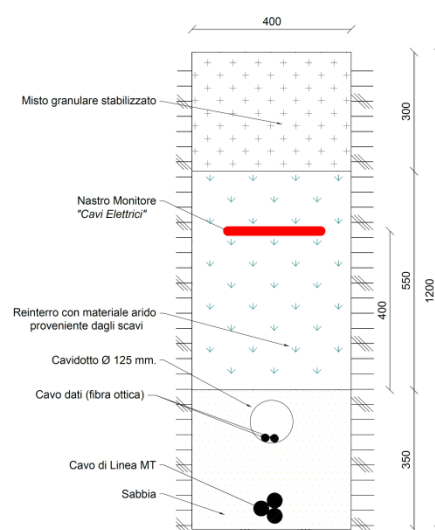 400
Misto granulare stabilizzato
300
Nastro Monitore
"Cavi Elettrici"
400
550
1200
Reinterro con materiale arido
proveniente dagli scavi
Cavidotto Ø 125 mm.
Cavo dati (fibra ottica)
350
Cavo di Linea MT
Sabbia